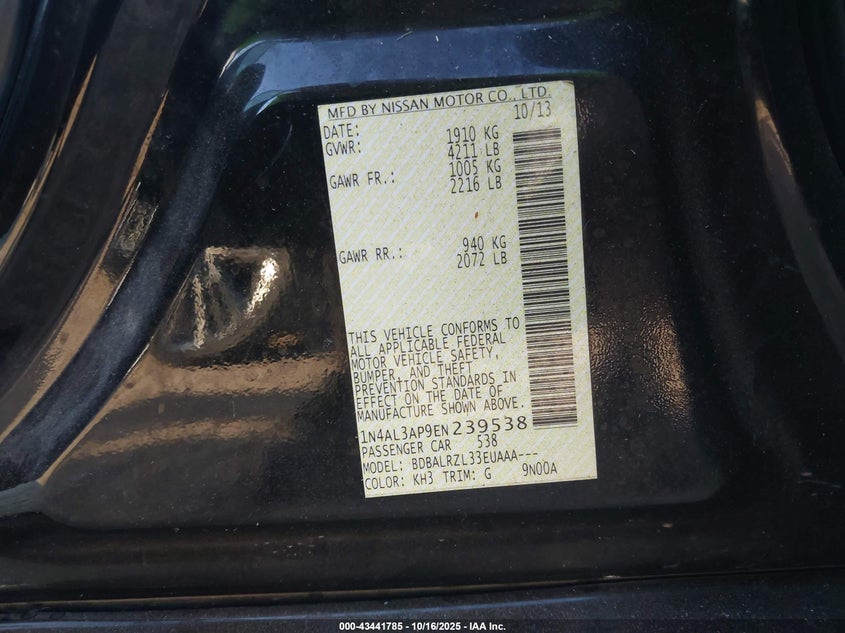 MFD BY NISSAN MOTOR CO., LTD.
DATE: 10/13
GVWR: 1910 KG
4211 LB
GAWR FR.: 1005 KG
2216 LB
GAWR RR.: 940 KG
2072 LB
THIS VEHICLE CONFORMS TO
ALL APPLICABLE FEDERAL
MOTOR VEHICLE SAFETY,
BUMPER, AND THEFT
PREVENTION STANDARDS IN
EFFECT ON THE DATE OF
MANUFACTURE SHOWN ABOVE.
1N4AL3AP9EN239538
PASSENGER CAR 538
MODEL: BDBALRZL33EUAAA---
COLOR: KH3 TRIM: G 9N00A
000-43441785 - 10/16/2025 - IAA Inc.